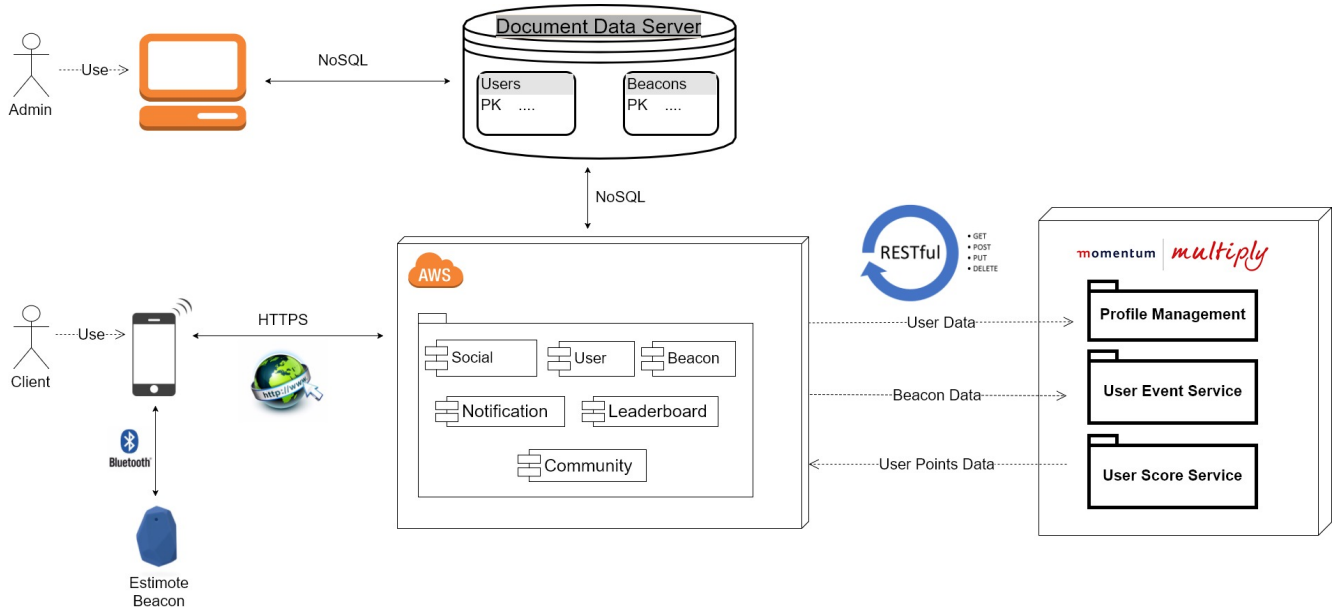 Document Data Server
NoSQL
Use
Admin
Users
PK ....
Beacons
PK ....
NoSQL
RESTful
• GET
• POST
• PUT
• DELETE
momentum
multiply
AWS
HTTPS
Use
Client
http://www
Social
User
Beacon
Notification
Leaderboard
Community
User Data
Beacon Data
User Points Data
Profile Management
User Event Service
User Score Service
Bluetooth
Estimote
Beacon